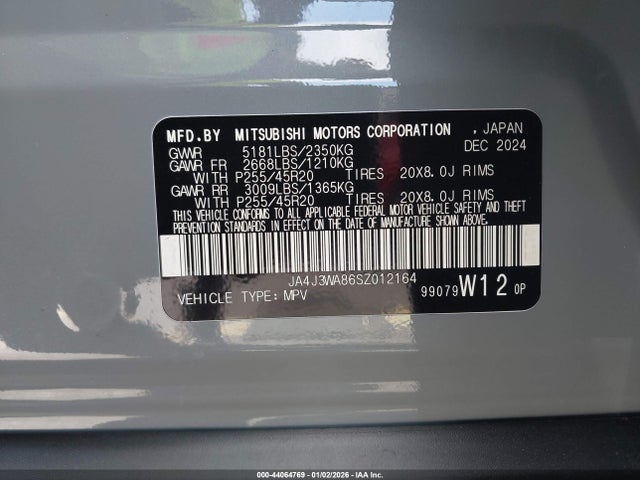 MFD.BY MITSUBISHI MOTORS CORPORATION , JAPAN
GVWR 5181LBS/2350KG DEC 2024
GAWR FR 2668LBS/1210KG
WITH P255/45R20 TIRES 20X8.0J RIMS
GAWR RR 3009LBS/1365KG
WITH P255/45R20 TIRES 20X8.0J RIMS
THIS VEHICLE CONFORMS TO ALL APPLICABLE FEDERAL MOTOR VEHICLE SAFETY AND THEFT
PREVENTION STANDARDS IN EFFECT ON THE DATE OF MANUFACTURE SHOWN ABOVE.
JA4J3WA86SZ012164
VEHICLE TYPE:MPV 99079 W12 0P
000-44064769 - 01/02/2026 - IAA Inc.